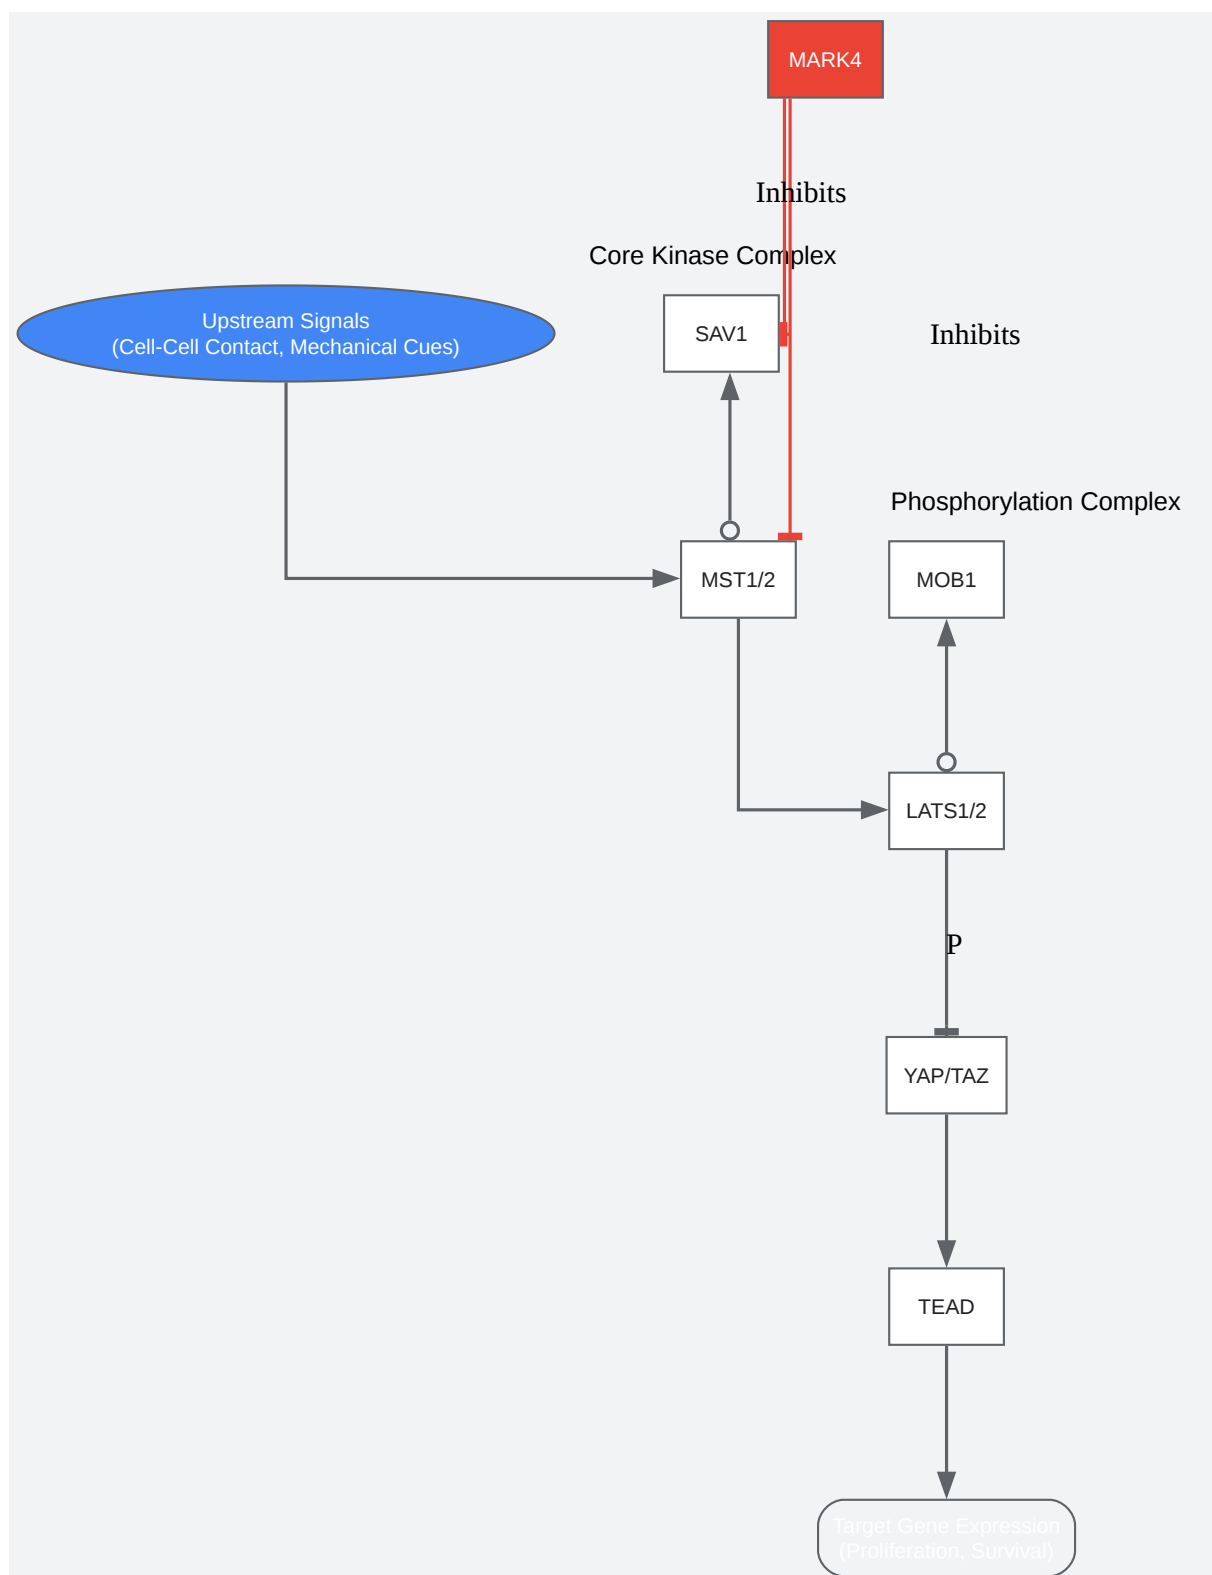 MARK4
Inhibits
Core Kinase Complex
Upstream Signals
(Cell-Cell Contact, Mechanical Cues)
SAV1
Inhibits
Phosphorylation Complex
MST1/2
MOB1
LATS1/2
P
YAP/TAZ
TEAD
Target Gene Expression
(Proliferation, Survival)